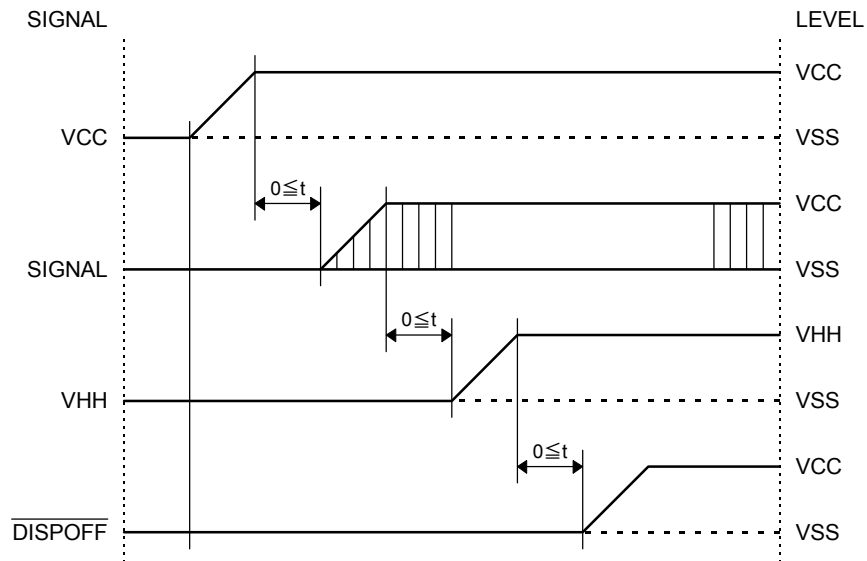 SIGNAL LEVEL
VCC
VCC VSS
0≦t VCC
SIGNAL VSS
0≦t VHH
VHH VSS
0≦t VCC
DISPOFF VSS